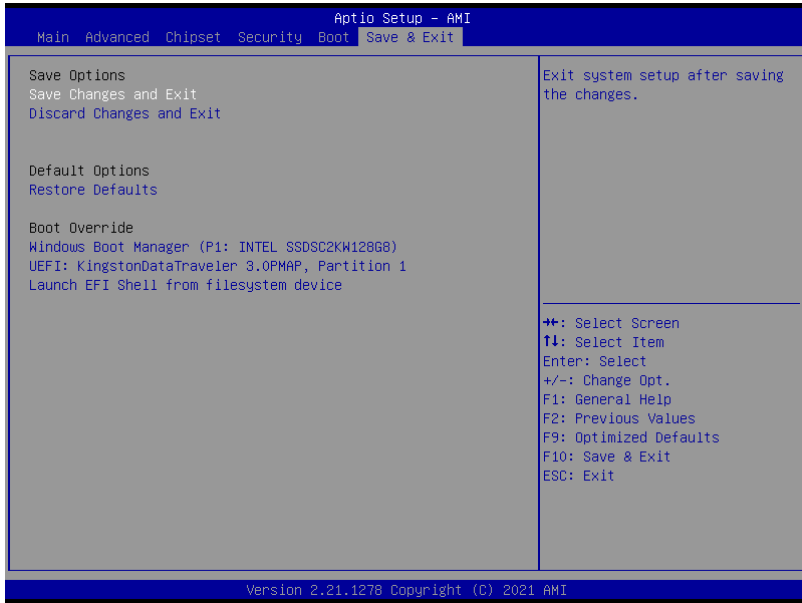 Aptio Setup – AMI
Main Advanced Chipset Security Boot Save & Exit
Save Options
Save Changes and Exit
Discard Changes and Exit
Default Options
Restore Defaults
Boot Override
Windows Boot Manager (P1: INTEL SSDSC2KW128G8)
UEFI: KingstonDataTraveler 3.0PMAP, Partition 1
Launch EFI Shell from filesystem device
Exit system setup after saving
the changes.
→←: Select Screen
↑↓: Select Item
Enter: Select
+/-: Change Opt.
F1: General Help
F2: Previous Values
F9: Optimized Defaults
F10: Save & Exit
ESC: Exit
Version 2.21.1278 Copyright (C) 2021 AMI